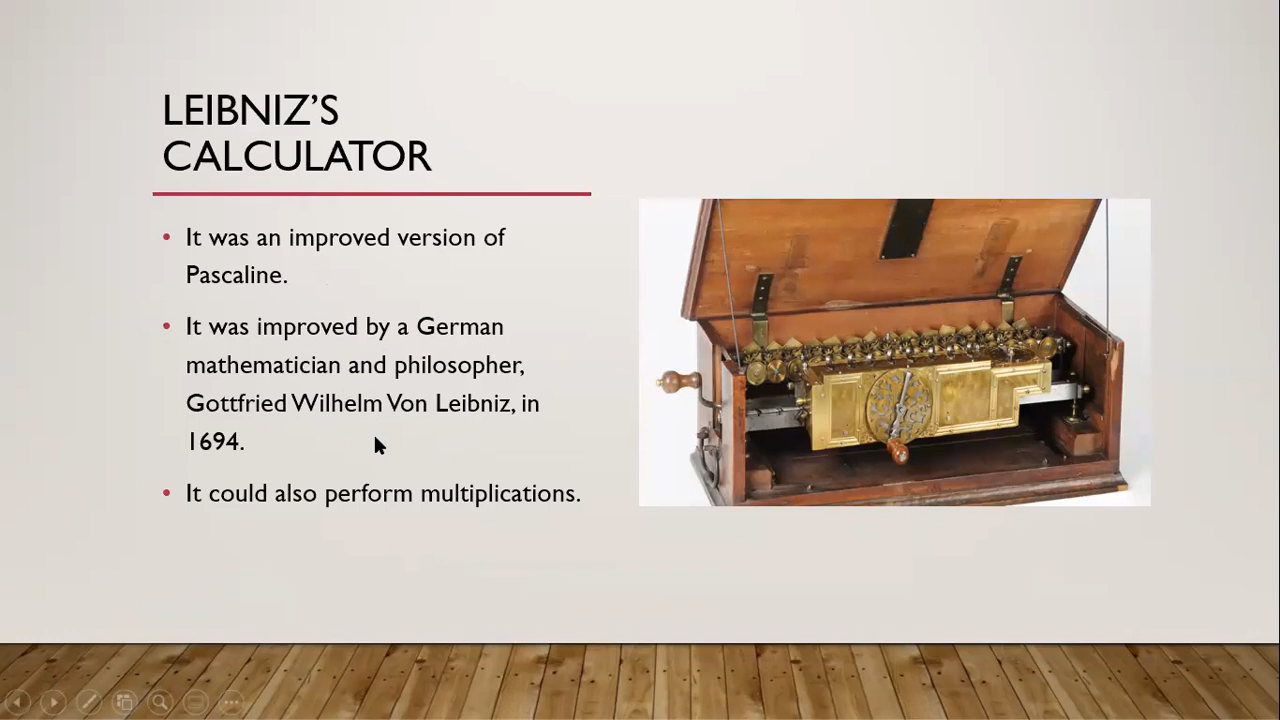 LEIBNIZ'S
CALCULATOR
• It was an improved version of
Pascaline.
• It was improved by a German
mathematician and philosopher,
Gottfried Wilhelm Von Leibniz, in
1694.
• It could also perform multiplications.